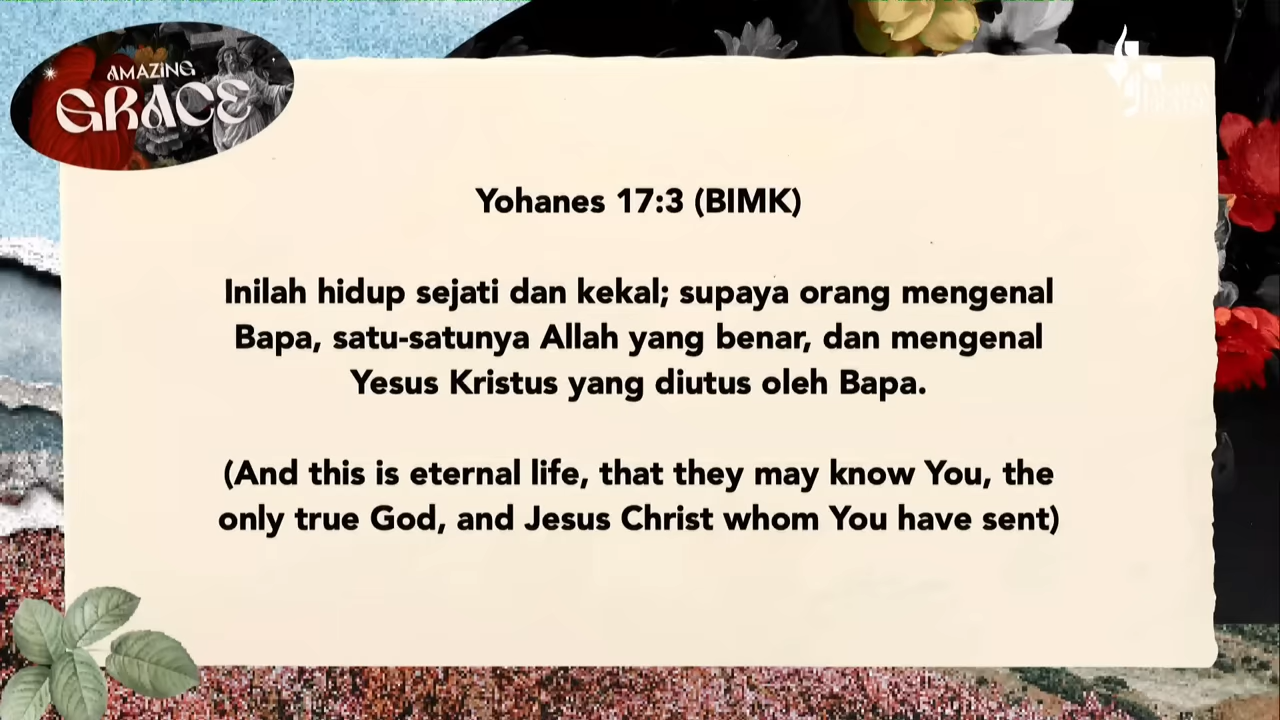 AMAZING
GRACE
Yohanes 17:3 (BIMK)
Inilah hidup sejati dan kekal; supaya orang mengenal
Bapa, satu-satunya Allah yang benar, dan mengenal
Yesus Kristus yang diutus oleh Bapa.
(And this is eternal life, that they may know You, the
only true God, and Jesus Christ whom You have sent)